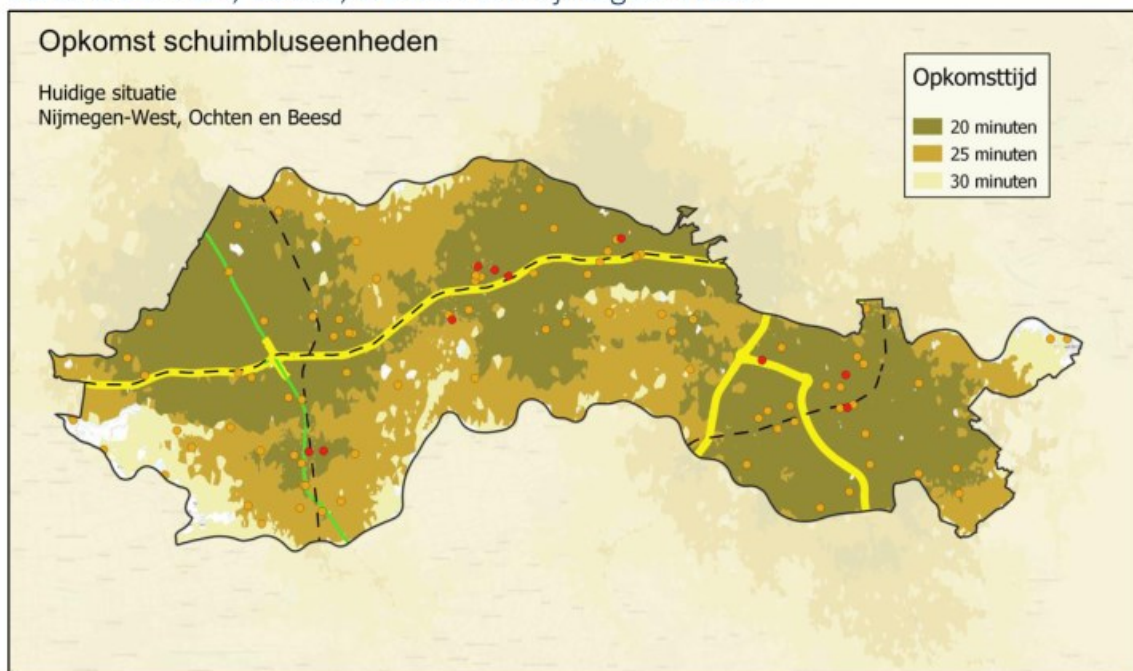 Opkomst schuimbluseenheden
Huidige situatie
Nijmegen-West, Ochten en Beesd
Opkomsttijd
20 minuten
25 minuten
30 minuten